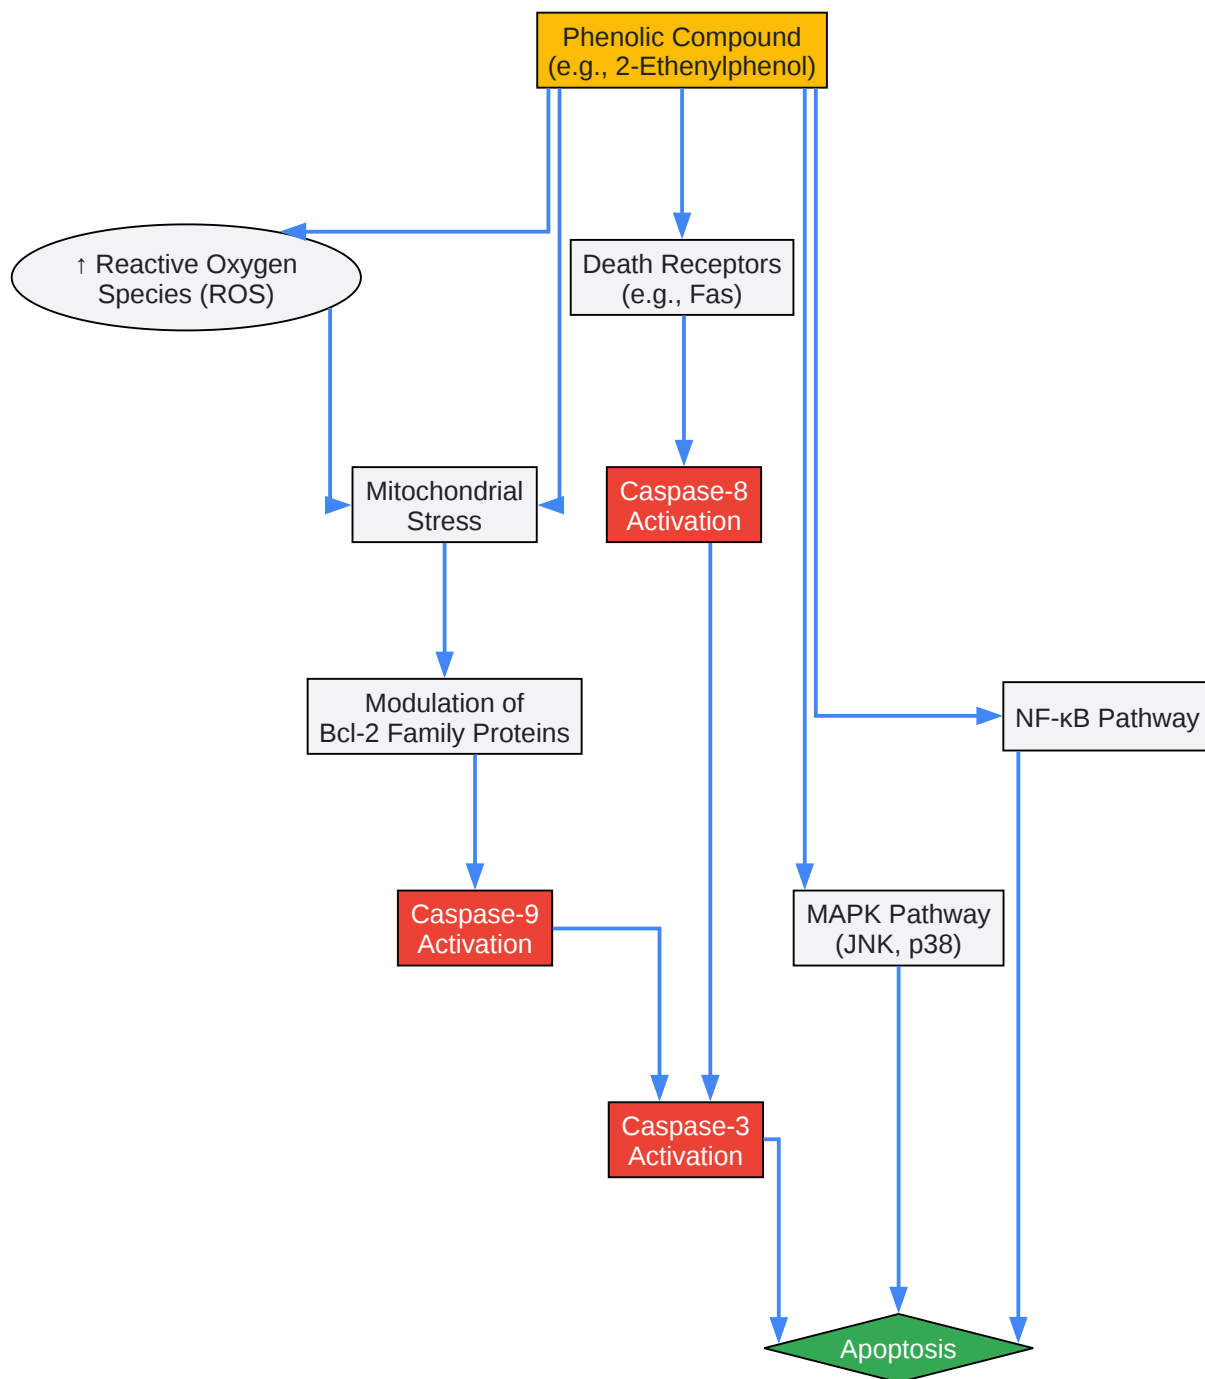 Phenolic Compound
(e.g., 2-Ethenylphenol)
↑ Reactive Oxygen
Species (ROS)
Death Receptors
(e.g., Fas)
Mitochondrial
Stress
Caspase-8
Activation
Modulation of
Bcl-2 Family Proteins
NF-κB Pathway
Caspase-9
Activation
MAPK Pathway
(JNK, p38)
Caspase-3
Activation
Apoptosis